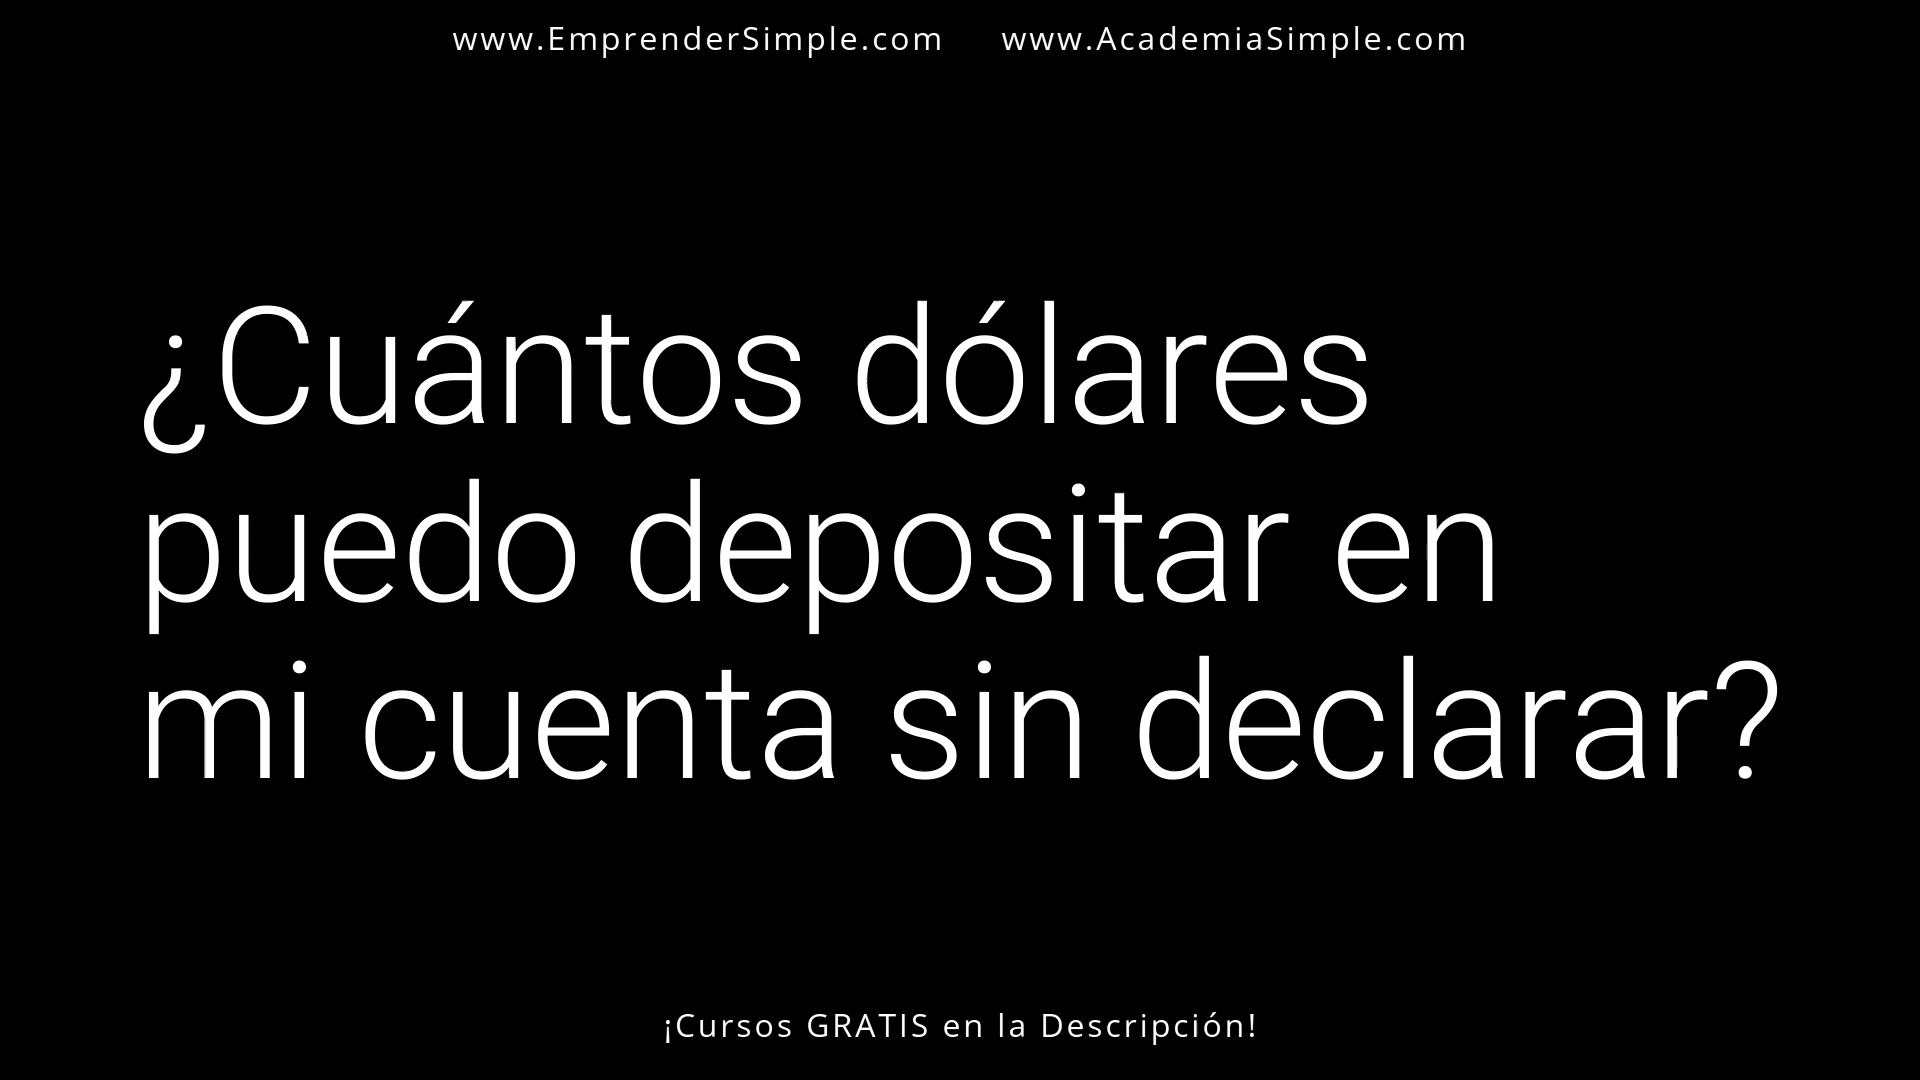 www.EmprenderSimple.com www.AcademiaSimple.com
¿Cuántos dólares
puedo depositar en
mi cuenta sin declarar?
¡Cursos GRATIS en la Descripción!